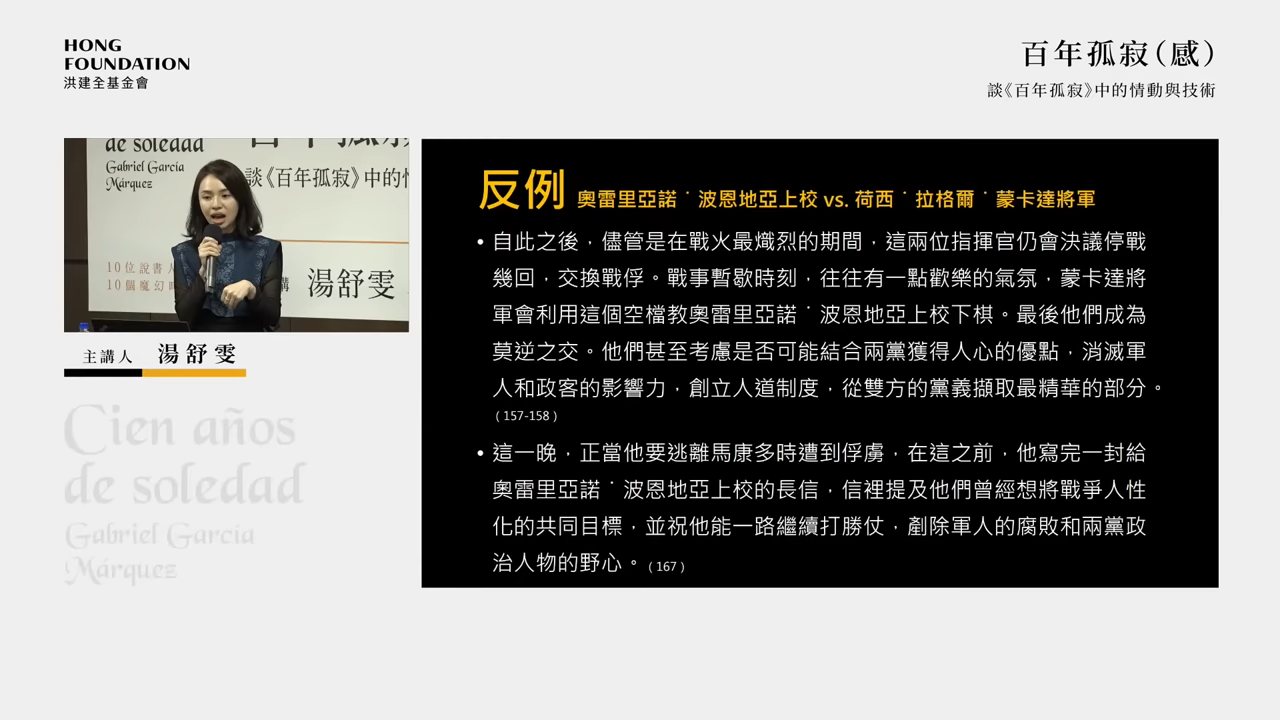 HONG
FOUNDATION
洪建全基金會
百年孤寂(感)
談《百年孤寂》中的情動與技術
de soledad
Gabriel García
Márquez
談《百年孤寂》中的情
10位說書人
10個魔幻時
講
湯舒雯
主講人 湯舒雯
Cien años
de soledad
Gabriel García
Márquez
反例 奧雷里亞諾˙波恩地亞上校 vs. 荷西˙拉格爾˙蒙卡達將軍
• 自此之後，儘管是在戰火最熾烈的期間，這兩位指揮官仍會決議停戰
幾回，交換戰俘。戰事暫歇時刻，往往有一點歡樂的氣氛，蒙卡達將
軍會利用這個空檔教奧雷里亞諾˙波恩地亞上校下棋。最後他們成為
莫逆之交。他們甚至考慮是否可能結合兩黨獲得人心的優點，消滅軍
人和政客的影響力，創立人道制度，從雙方的黨義擷取最精華的部分。
(157-158)
• 這一晚，正當他要逃離馬康多時遭到俘虜，在這之前，他寫完一封給
奧雷里亞諾˙波恩地亞上校的長信，信裡提及他們曾經想將戰爭人性
化的共同目標，並祝他能一路繼續打勝仗，剷除軍人的腐敗和兩黨政
治人物的野心。(167)